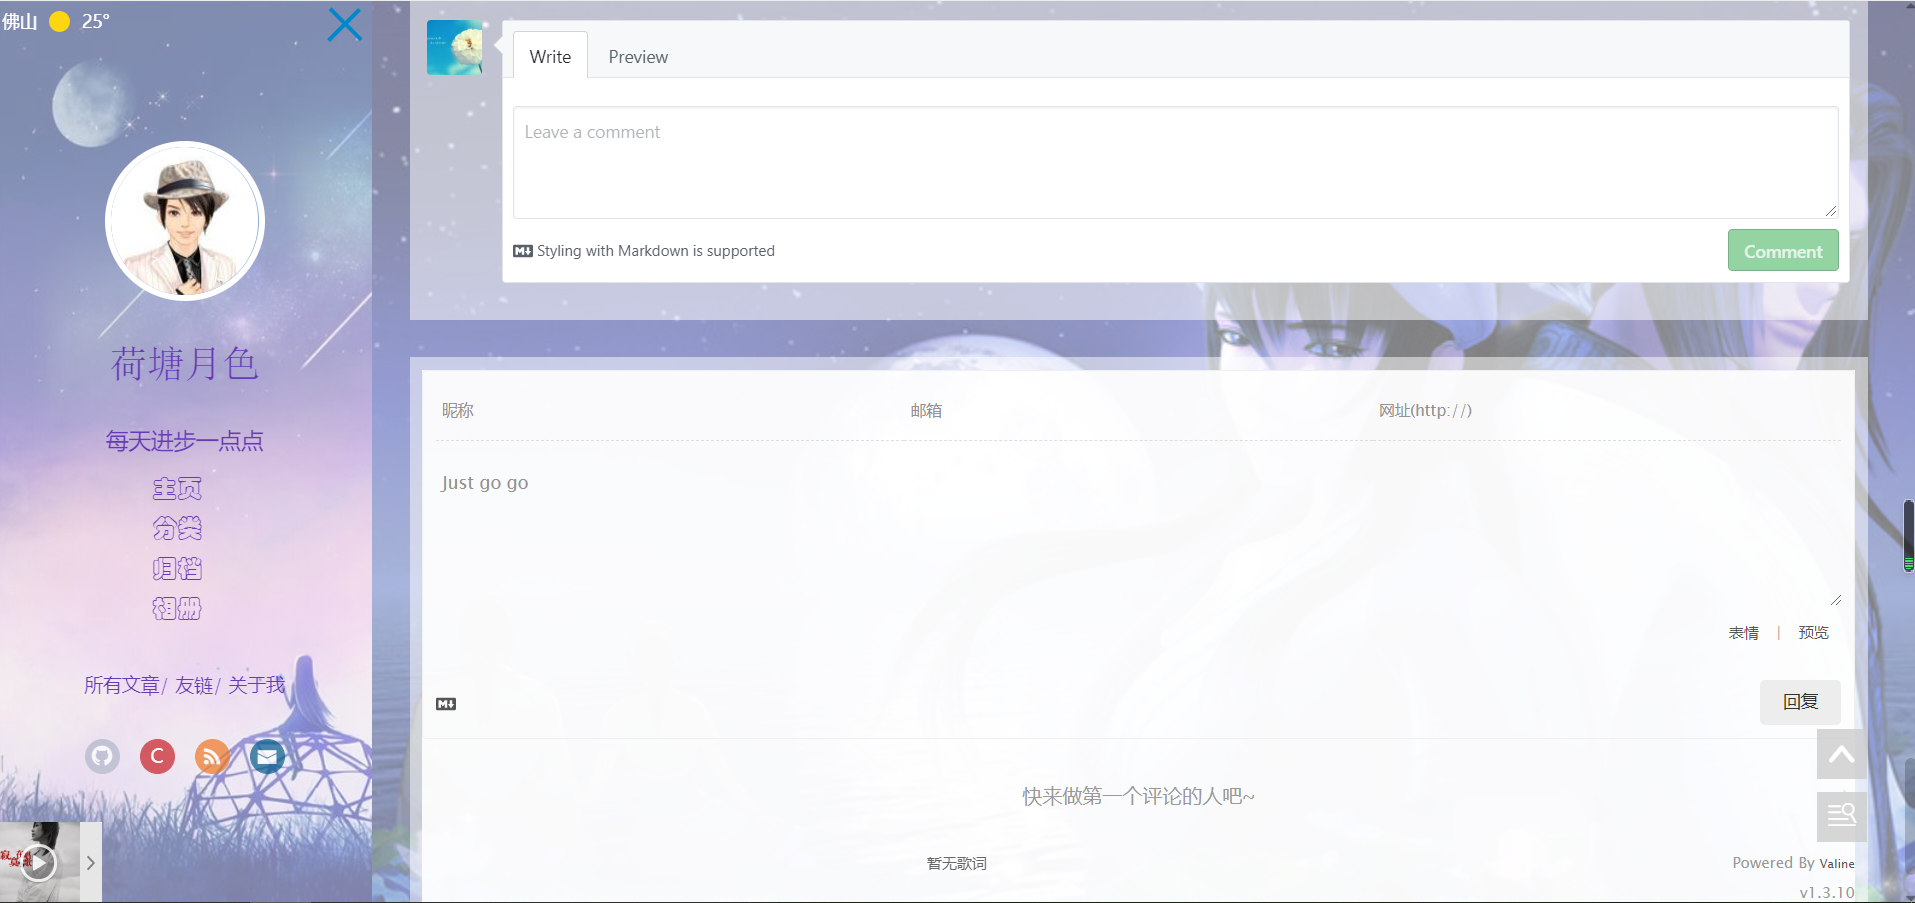 佛山 25°
荷塘月色
每天进步一点点
主页
分类
归档
相册
所有文章/ 友链/ 关于我
C
Write Preview
Leave a comment
Styling with Markdown is supported
Comment
昵称 邮箱 网址(http://)
Just go go
表情 | 预览
回复
快来做第一个评论的人吧~
暂无歌词
Powered By Valine
v1.3.10